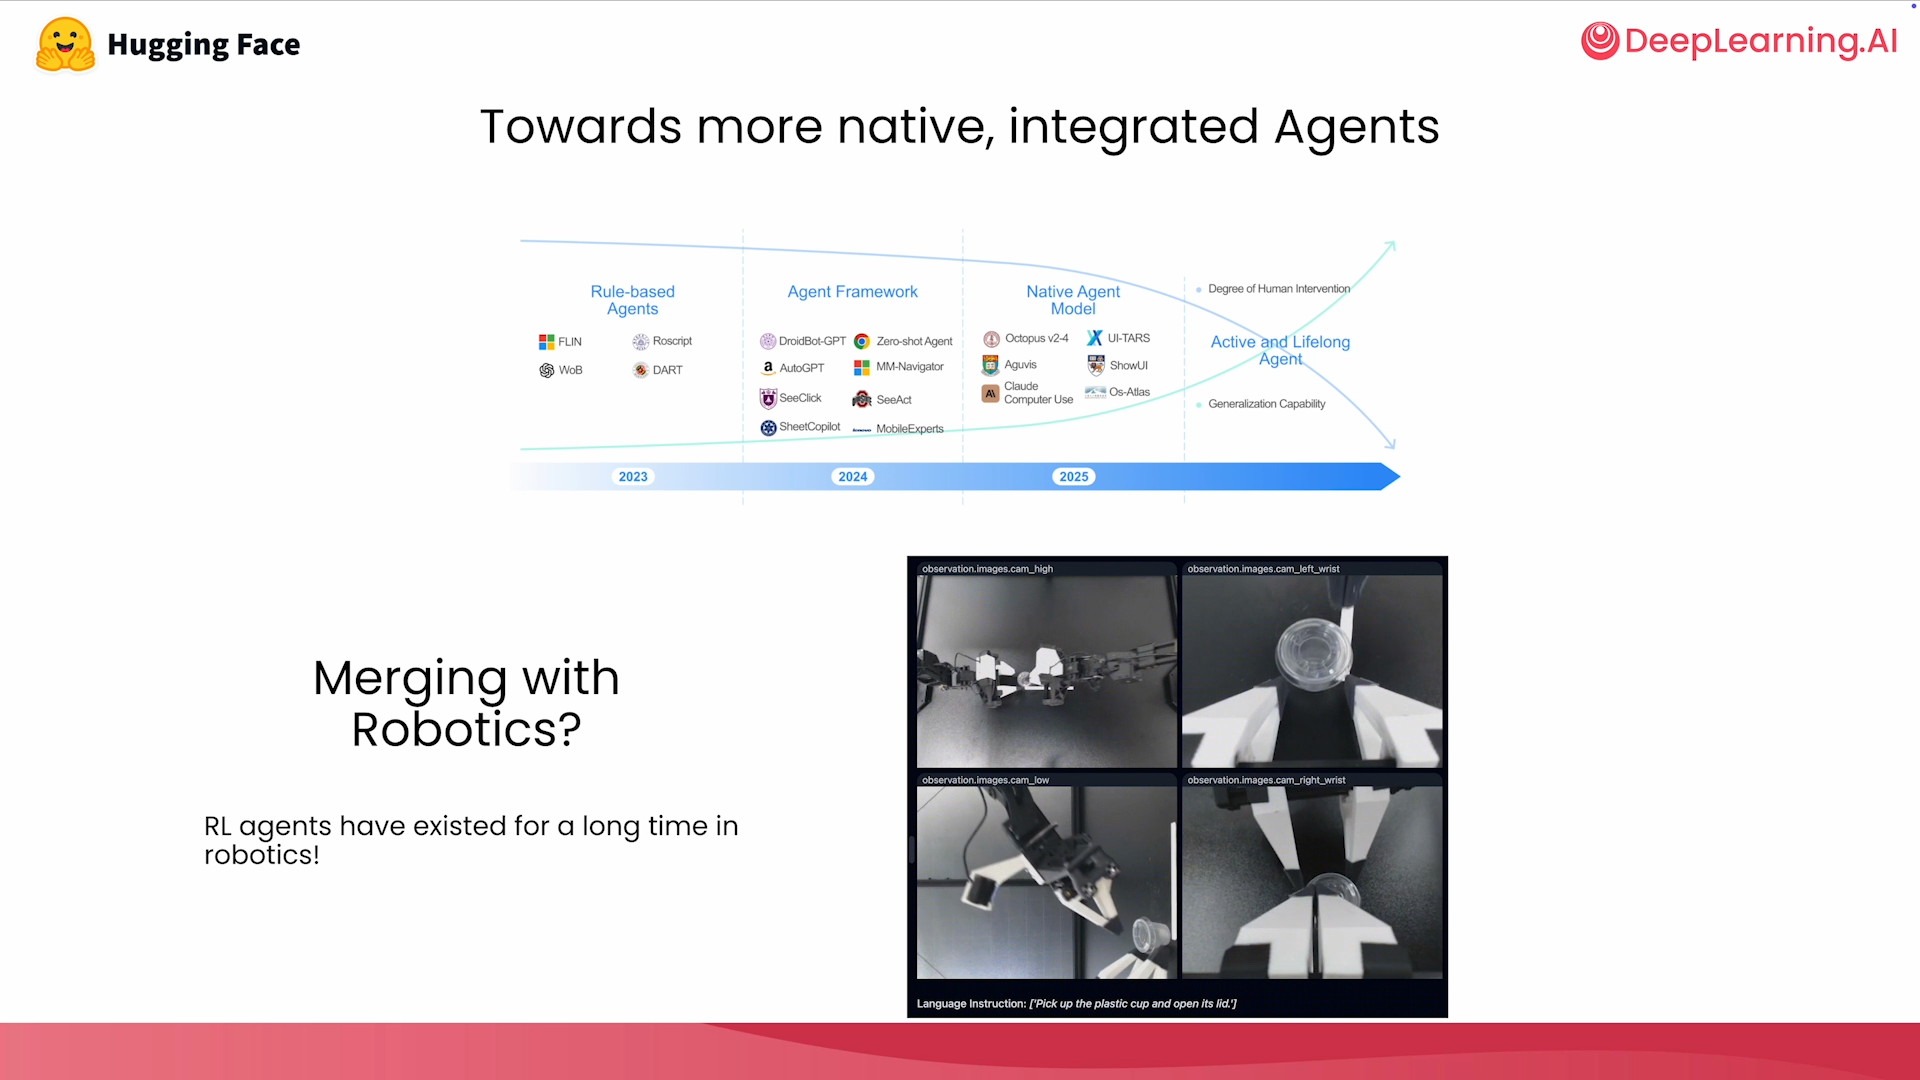 Hugging Face
DeepLearning.AI
Towards more native, integrated Agents
Rule-based
Agents
FLIN
Roscript
WoB
DART
Agent Framework
DroidBot-GPT
Zero-shot Agent
AutoGPT
MM-Navigator
SeeClick
SeeAct
SheetCopilot
MobileExperts
Native Agent
Model
Octopus v2-4
UI-TARS
Aguvis
ShowUI
Claude
Computer Use
Os-Atlas
Degree of Human Intervention
Active and Lifelong
Agent
Generalization Capability
2023
2024
2025
Merging with
Robotics?
RL agents have existed for a long time in
robotics!
observation.images.cam_high
observation.images.cam_left_wrist
observation.images.cam_low
observation.images.cam_right_wrist
Language Instruction: ['Pick up the plastic cup and open its lid.']